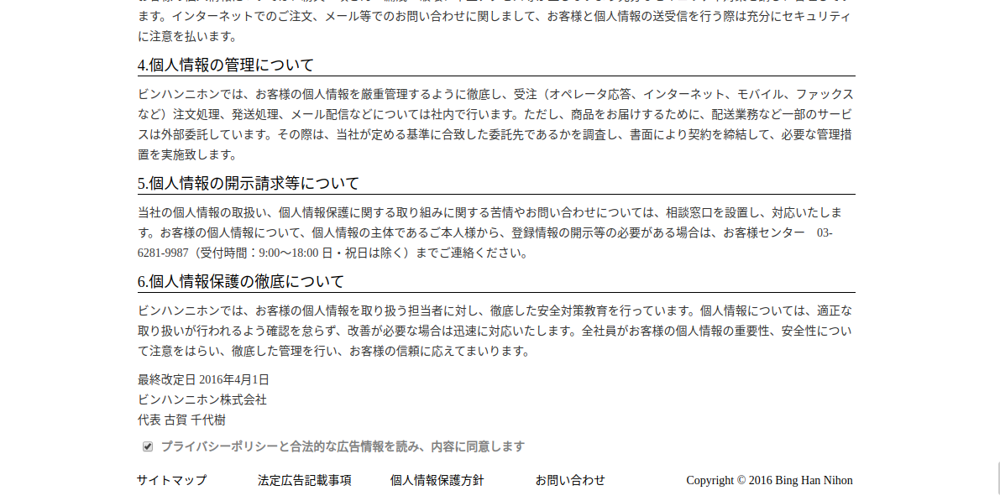 ます。インターネットでのご注文、メール等でのお問い合わせに関しまして、お客様と個人情報の送受信を行う際は充分にセキュリティ
に注意を払います。
4.個人情報の管理について
ビンハンニホンでは、お客様の個人情報を厳重管理するように徹底し、受注（オペレータ応答、インターネット、モバイル、ファックス
など）注文処理、発送処理、メール配信などについては社内で行います。ただし、商品をお届けするために、配送業務など一部のサービ
スは外部委託しています。その際は、当社が定める基準に合致した委託先であるかを調査し、書面により契約を締結して、必要な管理措
置を実施致します。
5.個人情報の開示請求等について
当社の個人情報の取扱い、個人情報保護に関する取り組みに関する苦情やお問い合わせについては、相談窓口を設置し、対応いたしま
す。お客様の個人情報について、個人情報の主体であるご本人様から、登録情報の開示等の必要がある場合は、お客様センター　03-
6281-9987（受付時間：9:00〜18:00 日・祝日は除く）までご連絡ください。
6.個人情報保護の徹底について
ビンハンニホンでは、お客様の個人情報を取り扱う担当者に対し、徹底した安全対策教育を行っています。個人情報については、適正な
取り扱いが行われるよう確認を怠らず、改善が必要な場合は迅速に対応いたします。全社員がお客様の個人情報の重要性、安全性につい
て注意をはらい、徹底した管理を行い、お客様の信頼に応えてまいります。
最終改定日 2016年4月1日
ビンハンニホン株式会社
代表 古賀 千代樹
プライバシーポリシーと合法的な広告情報を読み、内容に同意します
サイトマップ 法定広告記載事項 個人情報保護方針 お問い合わせ Copyright © 2016 Bing Han Nihon